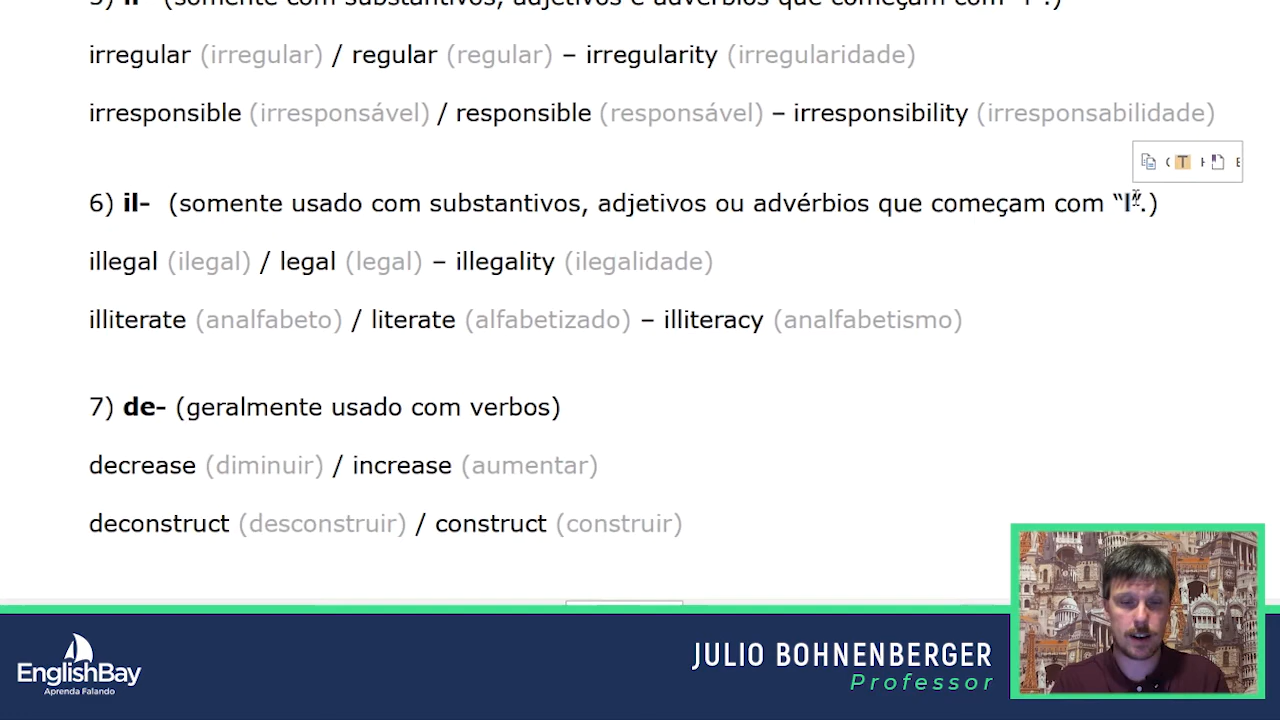 irregular (irregular) / regular (regular) – irregularity (irregularidade)
irresponsible (irresponsável) / responsible (responsável) – irresponsibility (irresponsabilidade)
6) il- (somente usado com substantivos, adjetivos ou advérbios que começam com “l”.)
illegal (ilegal) / legal (legal) – illegality (ilegalidade)
illiterate (analfabeto) / literate (alfabetizado) – illiteracy (analfabetismo)
7) de- (geralmente usado com verbos)
decrease (diminuir) / increase (aumentar)
deconstruct (desconstruir) / construct (construir)
JULIO BOHNENBERGER
Professor
EnglishBay
Aprenda Falando